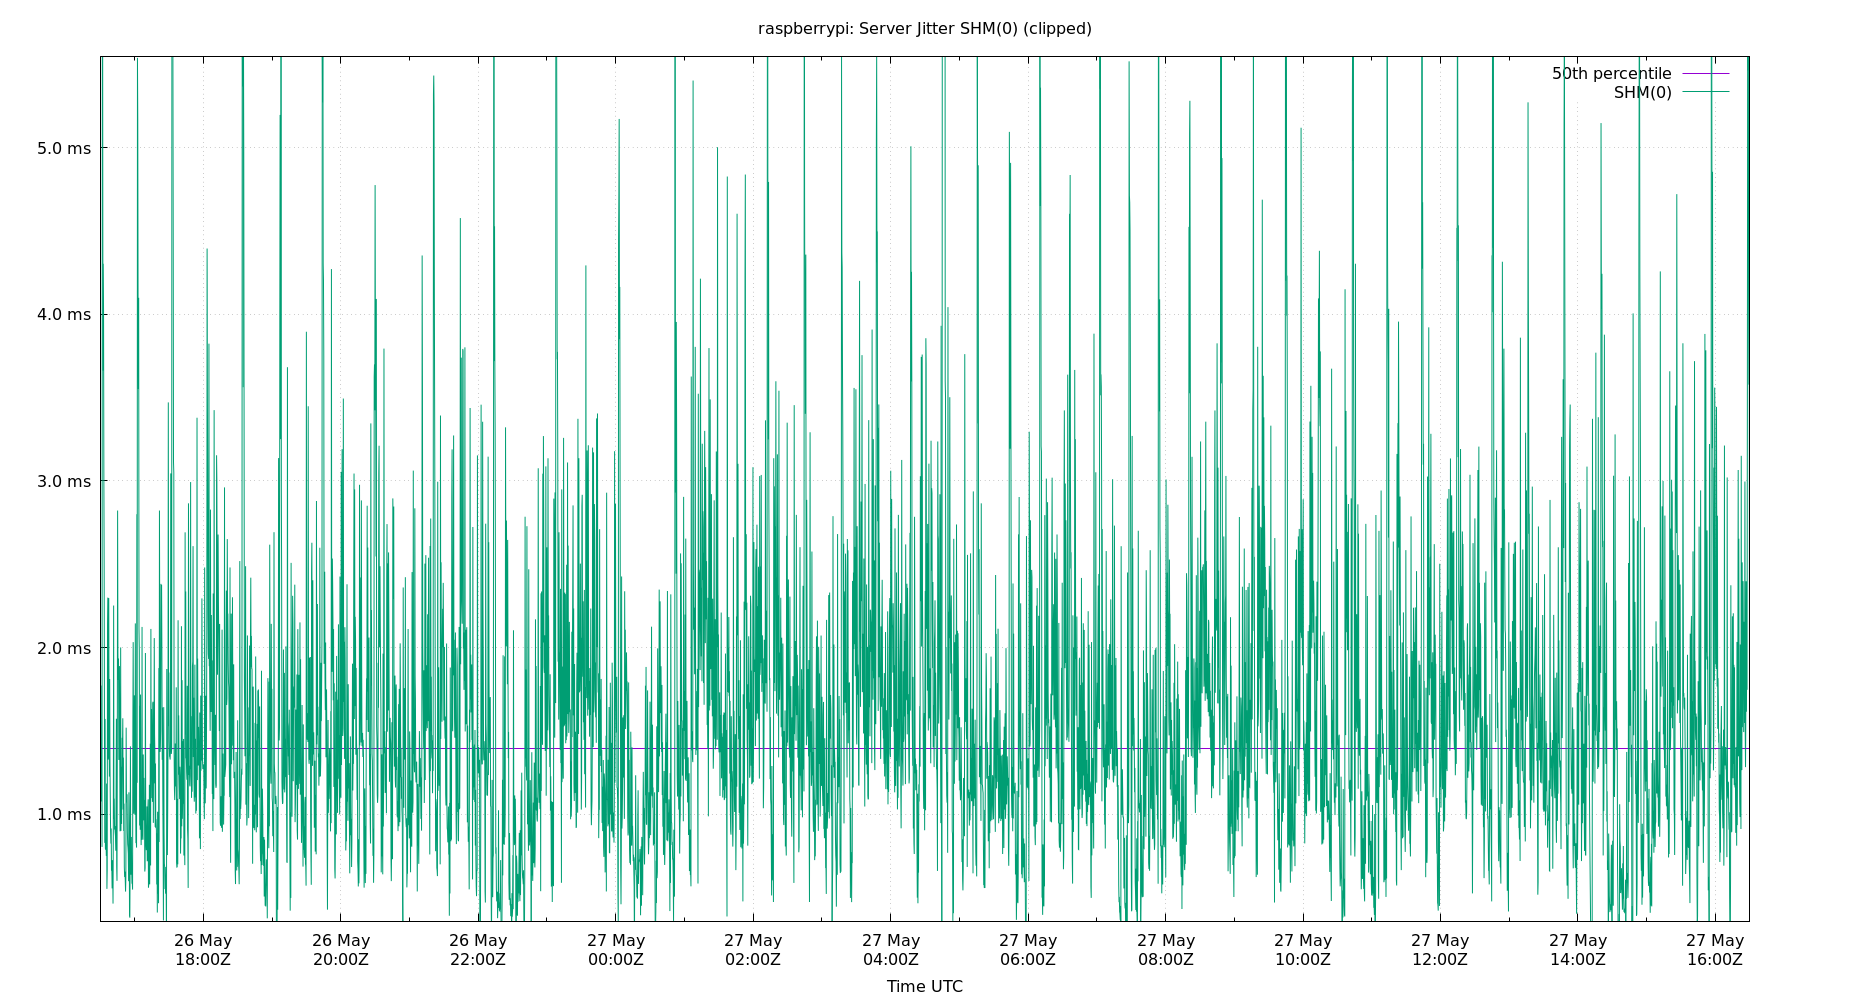 raspberrypi: Server Jitter SHM(0) (clipped)
50th percentile
SHM(0)
5.0 ms
4.0 ms
3.0 ms
2.0 ms
1.0 ms
26 May 26 May 26 May 27 May 27 May 27 May 27 May 27 May 27 May 27 May 27 May 27 May
18:00Z 20:00Z 22:00Z 00:00Z 02:00Z 04:00Z 06:00Z 08:00Z 10:00Z 12:00Z 14:00Z 16:00Z
Time UTC